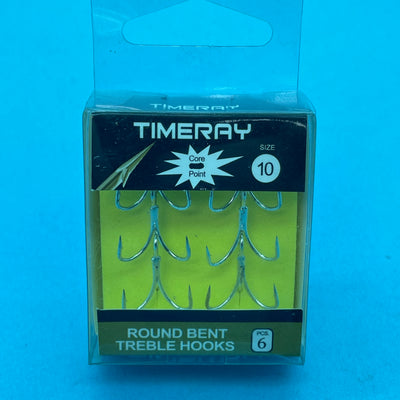 TIMERAY
TIMERAY
SIZE
10
Core
Point
ROUND BENT
TREBLE HOOKS
PCS
6